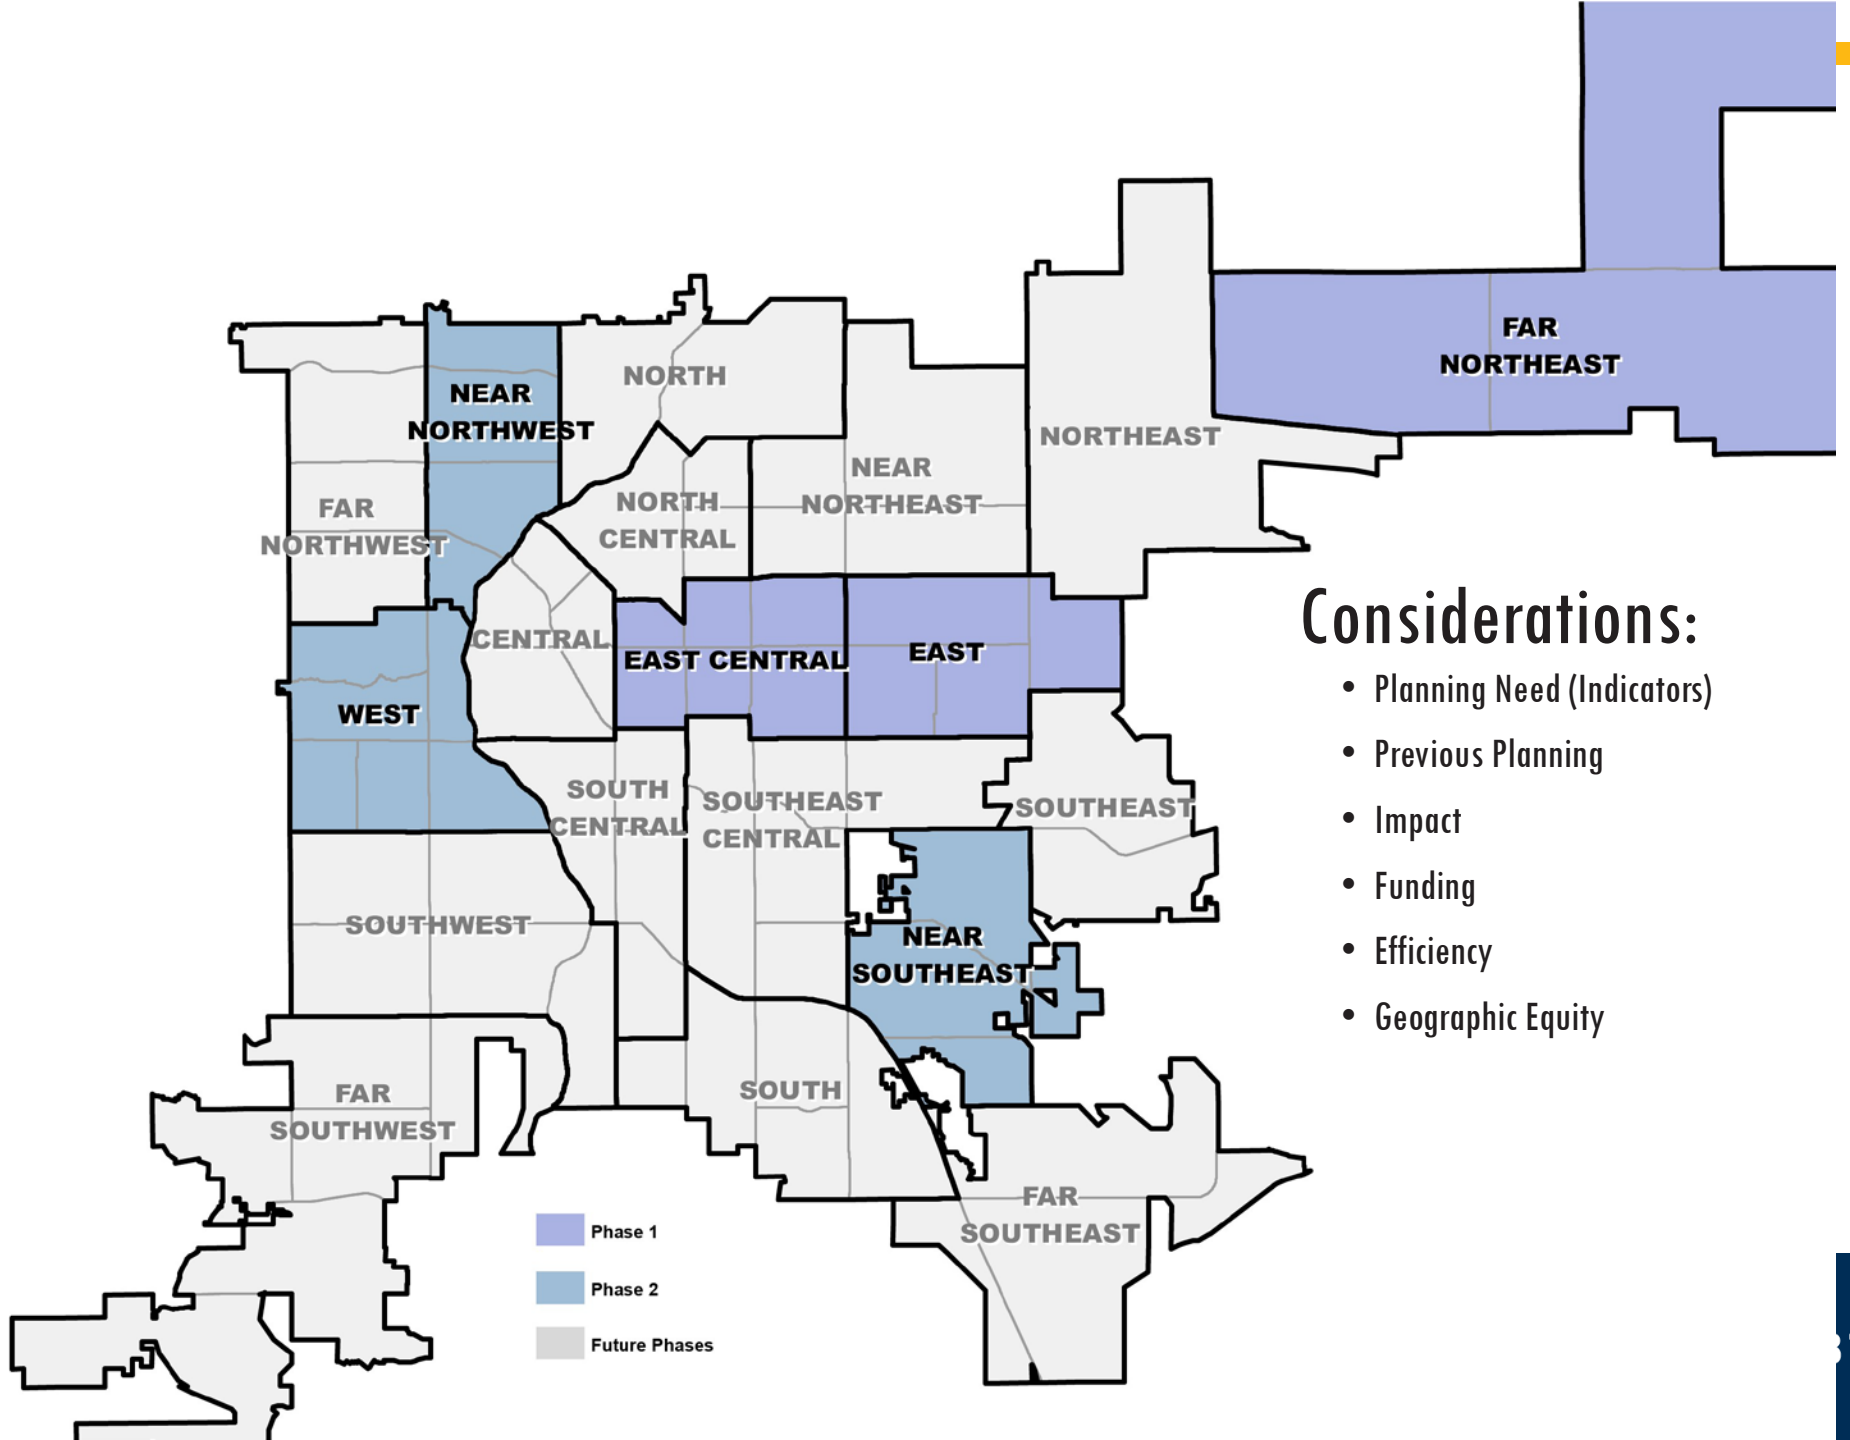 FAR
NORTHEAST
NORTH
NEAR
NORTHWEST
NORTHEAST
NEAR
NORTHEAST
FAR
NORTHWEST
NORTH
CENTRAL
CENTRAL
EAST CENTRAL
EAST
WEST
SOUTH
CENTRAL
SOUTHEAST
CENTRAL
SOUTHEAST
SOUTHWEST
NEAR
SOUTHEAST
FAR
SOUTHWEST
SOUTH
FAR
SOUTHEAST
Considerations:
• Planning Need (Indicators)
• Previous Planning
• Impact
• Funding
• Efficiency
• Geographic Equity
Phase 1
Phase 2
Future Phases